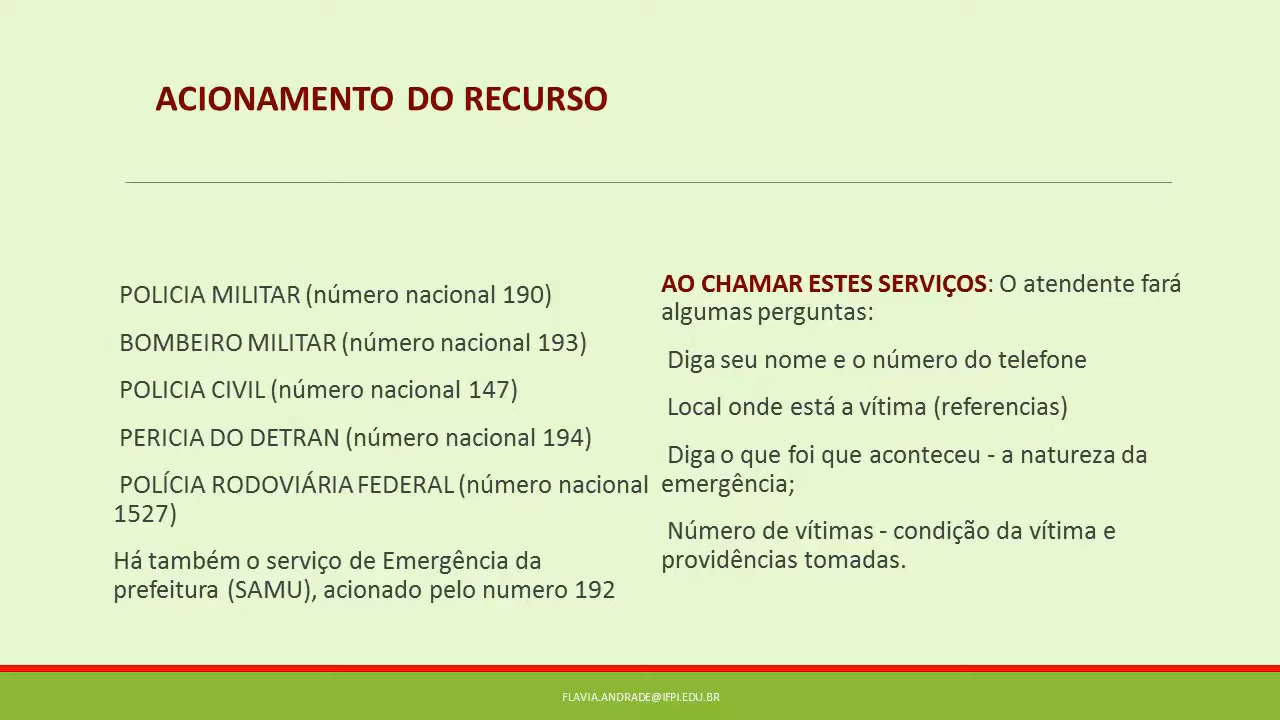 ACIONAMENTO DO RECURSO
POLICIA MILITAR (número nacional 190)
BOMBEIRO MILITAR (número nacional 193)
POLICIA CIVIL (número nacional 147)
PERICIA DO DETRAN (número nacional 194)
POLÍCIA RODOVIÁRIA FEDERAL (número nacional
1527)
Há também o serviço de Emergência da
prefeitura (SAMU), acionado pelo numero 192
AO CHAMAR ESTES SERVIÇOS: O atendente fará
algumas perguntas:
Diga seu nome e o número do telefone
Local onde está a vítima (referencias)
Diga o que foi que aconteceu - a natureza da
emergência;
Número de vítimas - condição da vítima e
providências tomadas.
FLAVIA.ANDRADE@IFPI.EDU.BR